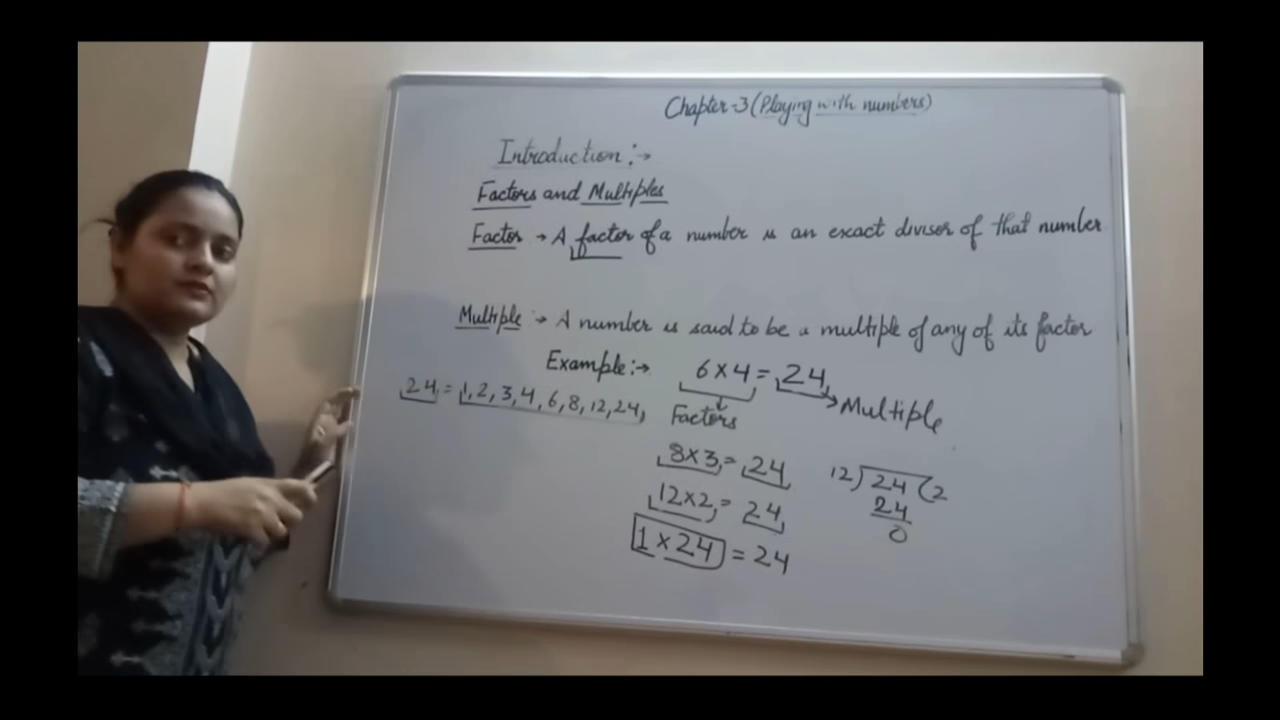 Chapter-3 (Playing with numbers)
Introduction :→
Factors and Multiples
Factor → A factor of a number is an exact divisor of that number
Multiple :→ A number is said to be a multiple of any of its factor
Example:→ 6 × 4 = 24
24 = 1, 2, 3, 4, 6, 8, 12, 24,
Factors
Multiple
8 × 3 = 24
12 × 2 = 24
1 × 24 = 24
12) 24 (2
24
0